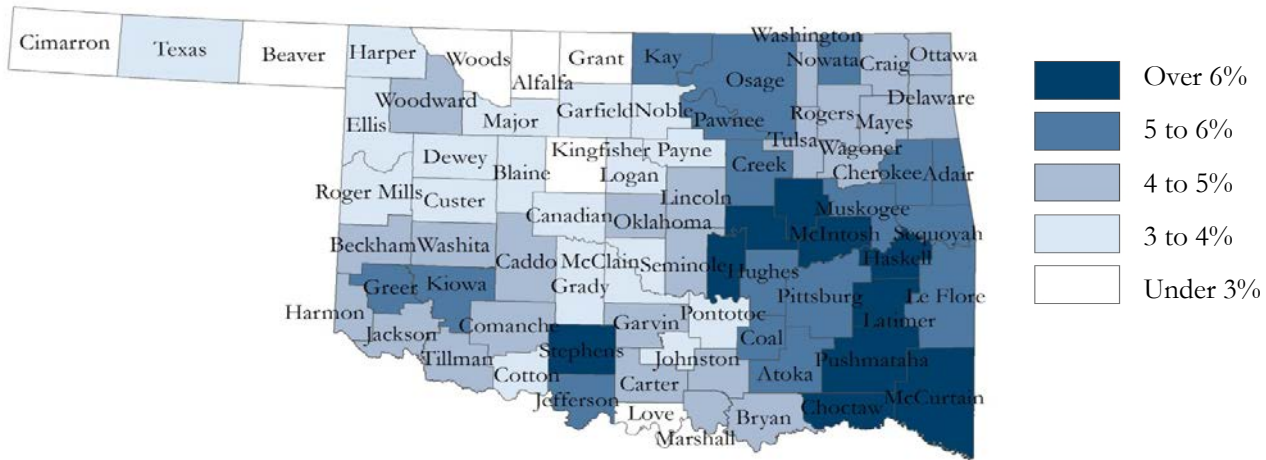 Cimarron
Texas
Beaver
Harper
Woods
Alfalfa
Grant
Kay
Washington
Nowata
Craig
Ottawa
Osage
Woodward
Ellis
Major
Garfield
Noble
Pawnee
Rogers
Mayes
Delaware
Tulsa
Wagoner
Dewey
Blaine
Kingfisher
Logan
Payne
Creek
Cherokee
Adair
Roger Mills
Custer
Canadian
Oklahoma
Lincoln
Muskogee
McIntosh
Sequoyah
Beckham
Washita
Caddo
McClain
Grady
Seminole
Hughes
Haskell
Greer
Kiowa
Pittsburg
Le Flore
Harmon
Jackson
Comanche
Garvin
Pontotoc
Coal
Latimer
Tillman
Stephens
Johnston
Atoka
Pushmataha
Cotton
Carter
McCurtain
Jefferson
Love
Marshall
Bryan
Choctaw
Over 6%
5 to 6%
4 to 5%
3 to 4%
Under 3%